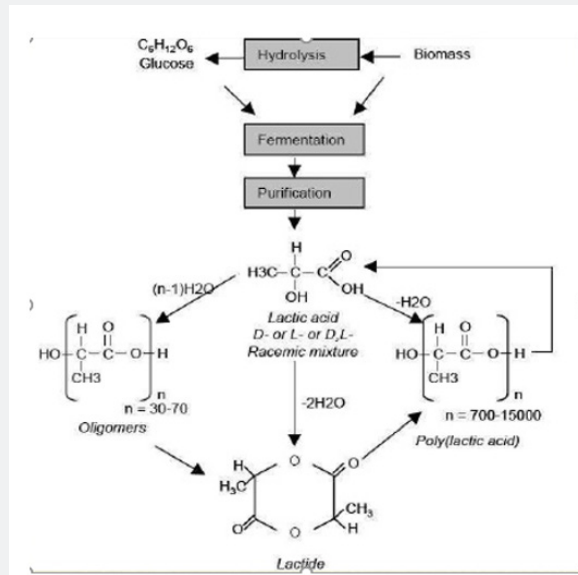 C6H12O6
Glucose
Hydrolysis
Biomass
Fermentation
Purification
H
H3C-C-C
O
OH
OH
(n-1)H2O
-H2O
Lactic acid
D- or L- or D,L-
Racemic mixture
H O
HO-C-C-O-H
CH3
n
n = 30-70
Oligomers
-2H2O
H O
HO-C-C-O-H
CH3
n
n = 700-15000
Poly(lactic acid)
H
H3C
O
O
O
O
CH3
H
Lactide